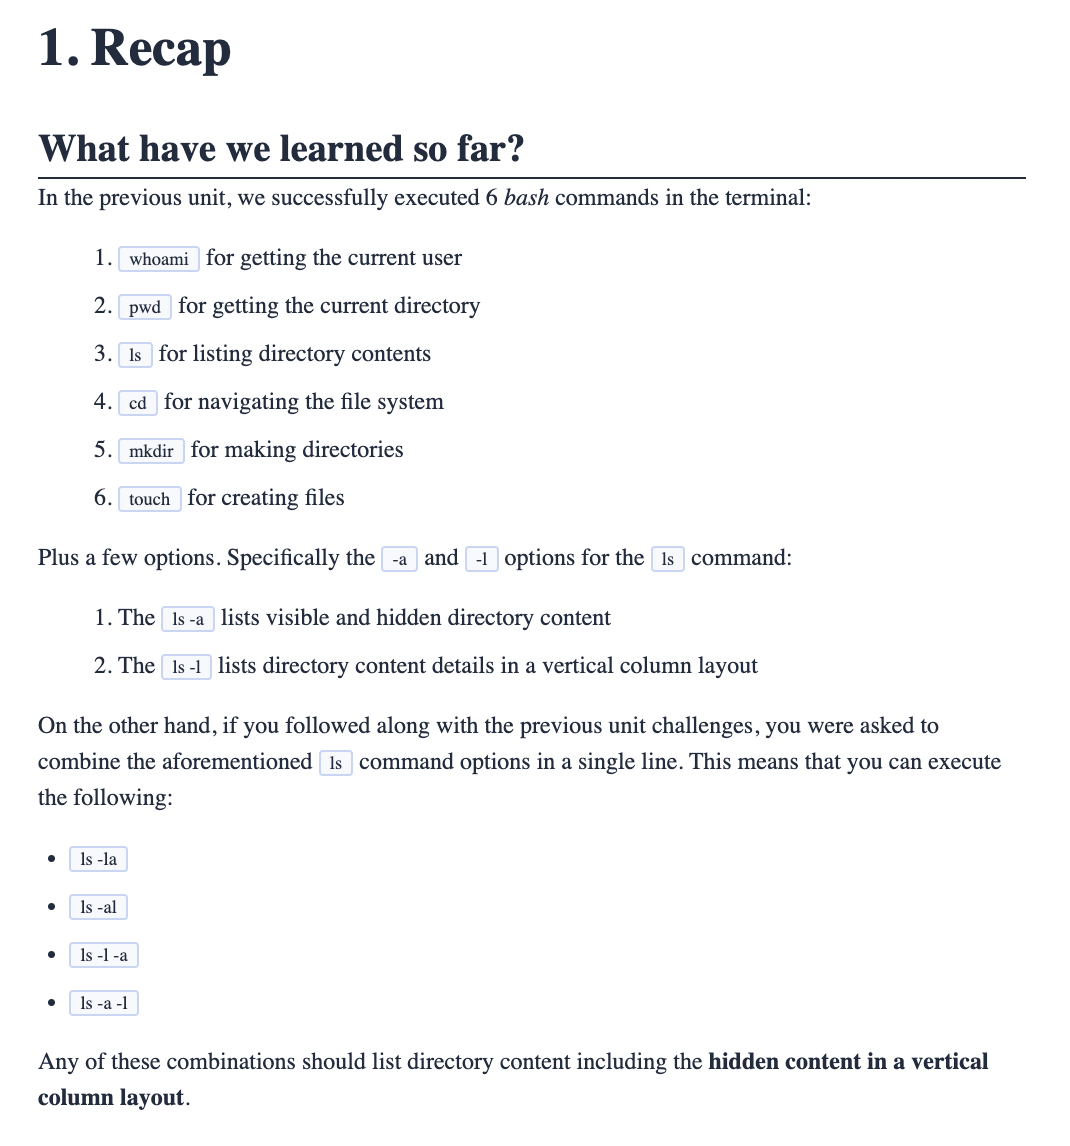 1. Recap
What have we learned so far?
In the previous unit, we successfully executed 6 bash commands in the terminal:
1. whoami for getting the current user
2. pwd for getting the current directory
3. ls for listing directory contents
4. cd for navigating the file system
5. mkdir for making directories
6. touch for creating files
Plus a few options. Specifically the -a and -l options for the ls command:
1. The ls -a lists visible and hidden directory content
2. The ls -l lists directory content details in a vertical column layout
On the other hand, if you followed along with the previous unit challenges, you were asked to
combine the aforementioned ls command options in a single line. This means that you can execute
the following:
• ls -la
• ls -al
• ls -l -a
• ls -a -l
Any of these combinations should list directory content including the hidden content in a vertical
column layout.